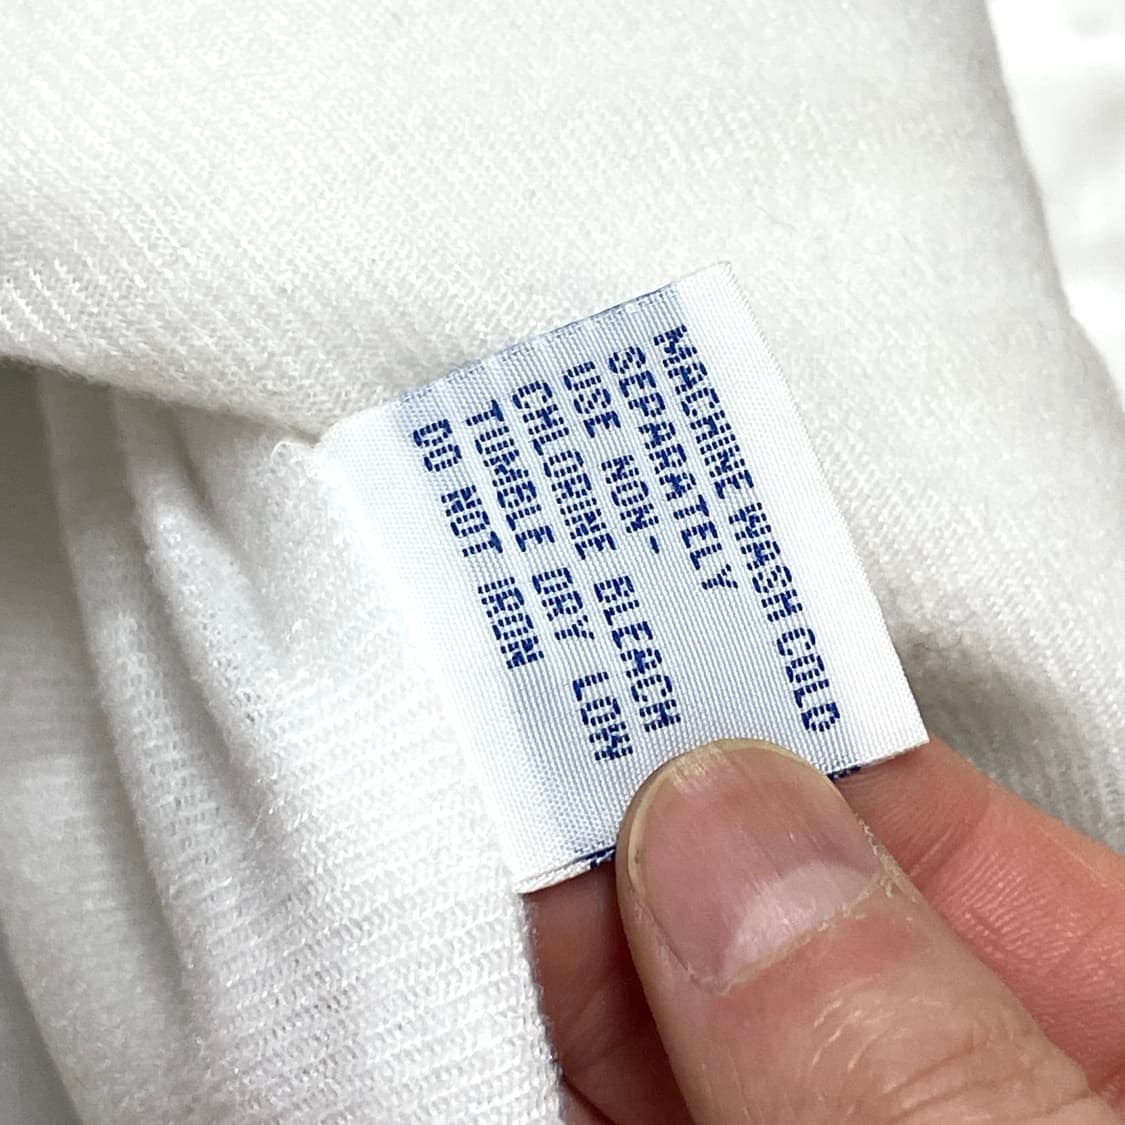 MACHINE WASH COLD
SEPARATELY
USE NON-
CHLORINE BLEACH
TUMBLE DRY LOW
DO NOT IRON